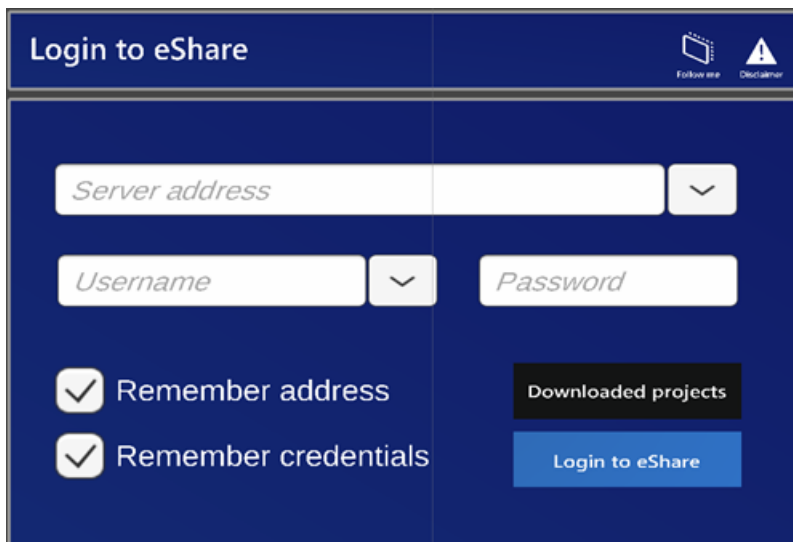 Login to eShare
Follow me
Disclaimer
Server address
Username
Password
Remember address
Downloaded projects
Remember credentials
Login to eShare